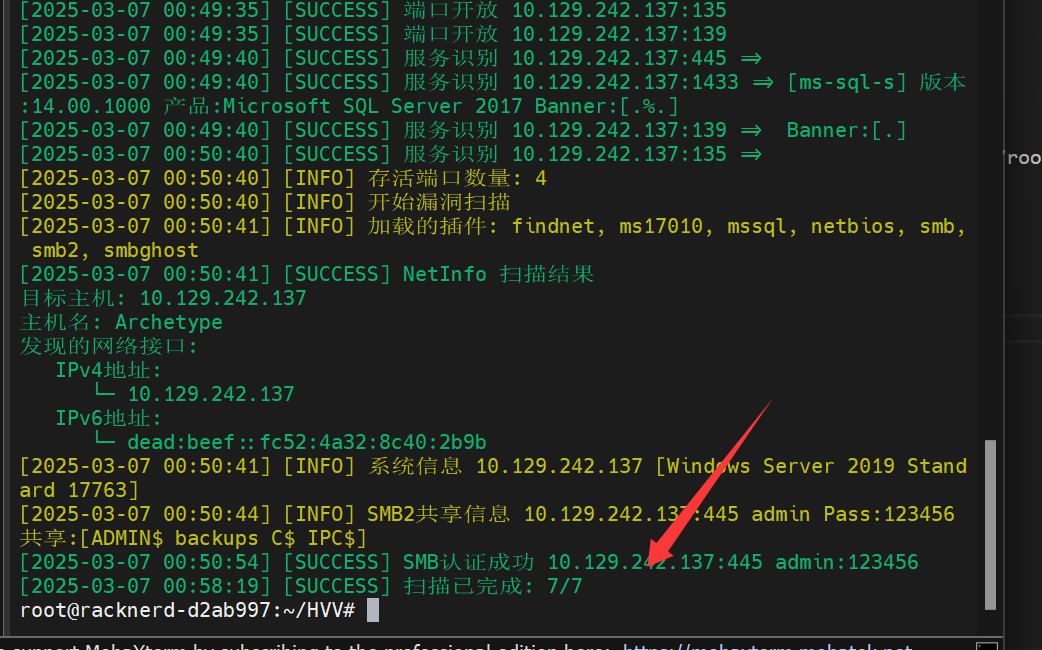 [2025-03-07 00:49:35] [SUCCESS] 端口开放 10.129.242.137:135
[2025-03-07 00:49:35] [SUCCESS] 端口开放 10.129.242.137:139
[2025-03-07 00:49:40] [SUCCESS] 服务识别 10.129.242.137:445 =>
[2025-03-07 00:49:40] [SUCCESS] 服务识别 10.129.242.137:1433 => [ms-sql-s] 版本
:14.00.1000 产品:Microsoft SQL Server 2017 Banner:[.%.]
[2025-03-07 00:49:40] [SUCCESS] 服务识别 10.129.242.137:139 =>  Banner:[.]
[2025-03-07 00:50:40] [SUCCESS] 服务识别 10.129.242.137:135 =>
[2025-03-07 00:50:40] [INFO] 存活端口数量: 4
[2025-03-07 00:50:40] [INFO] 开始漏洞扫描
[2025-03-07 00:50:41] [INFO] 加载的插件: findnet, ms17010, mssql, netbios, smb,
smb2, smbghost
[2025-03-07 00:50:41] [SUCCESS] NetInfo 扫描结果
目标主机: 10.129.242.137
主机名: Archetype
发现的网络接口:
IPv4地址:
└─ 10.129.242.137
IPv6地址:
└─ dead:beef::fc52:4a32:8c40:2b9b
[2025-03-07 00:50:41] [INFO] 系统信息 10.129.242.137 [Windows Server 2019 Stand
ard 17763]
[2025-03-07 00:50:44] [INFO] SMB2共享信息 10.129.242.137:445 admin Pass:123456
共享:[ADMIN$ backups C$ IPC$]
[2025-03-07 00:50:54] [SUCCESS] SMB认证成功 10.129.242.137:445 admin:123456
[2025-03-07 00:58:19] [SUCCESS] 扫描已完成: 7/7
root@racknerd-d2ab997:~/HVV#
/roo